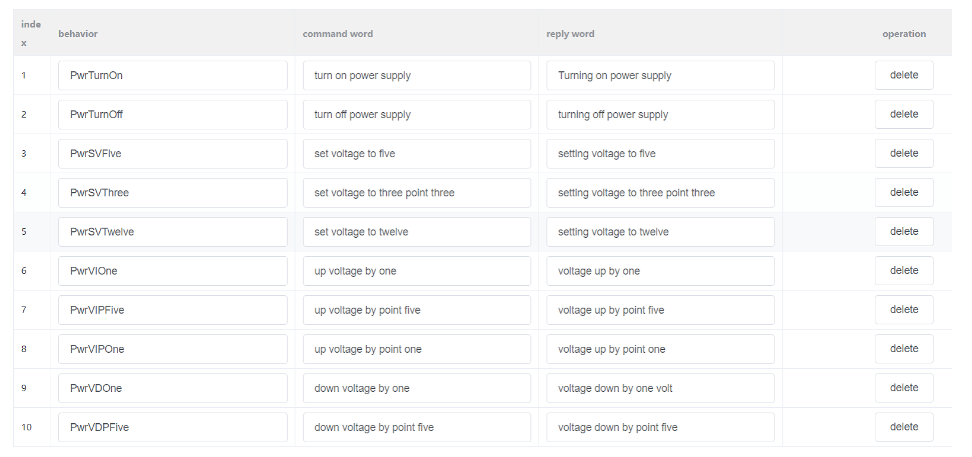 inde
x
behavior command word reply word operation
1 PwrTurnOn turn on power supply Turning on power supply delete
2 PwrTurnOff turn off power supply turning off power supply delete
3 PwrSVFIve set voltage to five setting voltage to five delete
4 PwrSVThree set voltage to three point three setting voltage to three point three delete
5 PwrSVTwelve set voltage to twelve setting voltage to twelve delete
6 PwrVIOne up voltage by one voltage up by one delete
7 PwrVIPFive up voltage by point five voltage up by point five delete
8 PwrVIPOne up voltage by point one voltage up by point one delete
9 PwrVDOne down voltage by one voltage down by one volt delete
10 PwrVDPFive down voltage by point five voltage down by point five delete